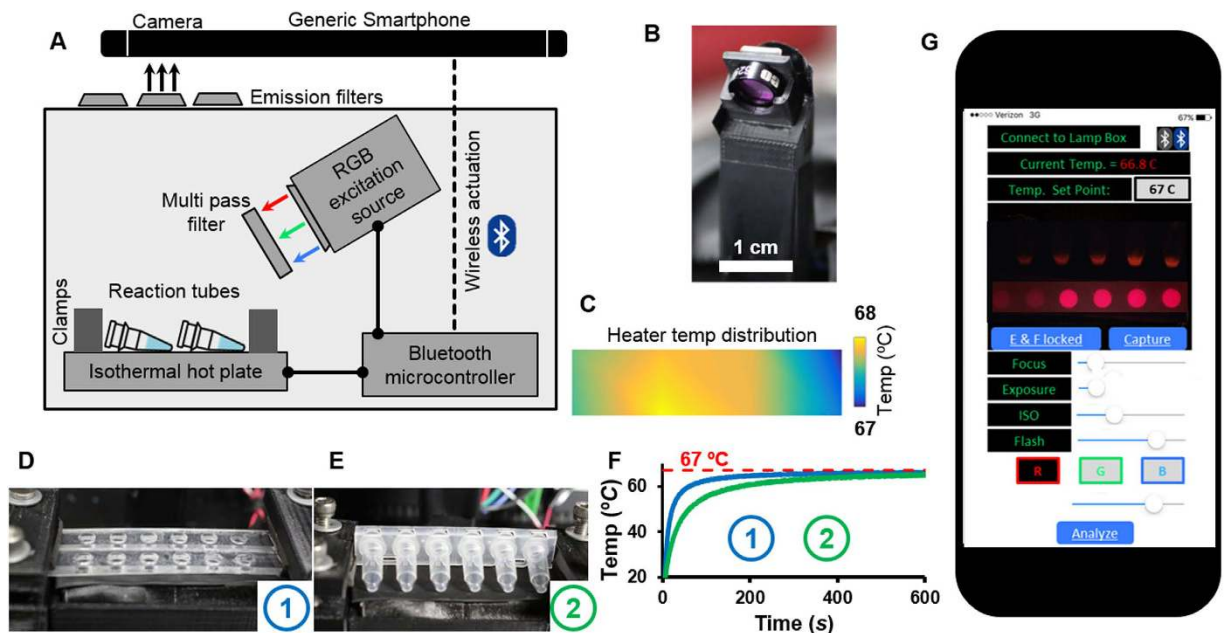 A
Camera
Generic Smartphone
Emission filters
Multi pass
filter
RGB
excitation
source
Wireless actuation
Clamps
Reaction tubes
Isothermal hot plate
Bluetooth
microcontroller
B
1 cm
C
Heater temp distribution
68
67
Temp (ºC)
D
1
E
2
F
67 ºC
Temp (ºC)
60
40
20
0
200
400
600
1
2
Time (s)
G
Verizon 3G
67%
Connect to Lamp Box
Current Temp. = 66.8 C
Temp. Set Point:
67 C
E & F locked
Capture
Focus
Exposure
ISO
Flash
R
G
B
Analyze